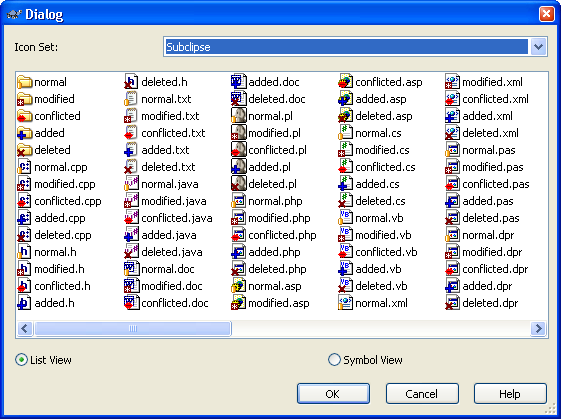 Dialog
Icon Set: Subclipse
normal deleted.h added.doc conflicted.asp modified.xml
modified normal.txt deleted.doc added.asp conflicted.xml
conflicted modified.txt normal.pl deleted.asp added.xml
added conflicted.txt modified.pl normal.cs deleted.xml
deleted added.txt conflicted.pl modified.cs normal.pas
normal.cpp deleted.txt added.pl conflicted.cs modified.pas
modified.cpp normal.java deleted.pl added.cs conflicted.pas
conflicted.cpp modified.java normal.php deleted.cs added.pas
added.cpp conflicted.java modified.php normal.vb deleted.pas
deleted.cpp added.java conflicted.php modified.vb normal.dpr
normal.h deleted.java added.php conflicted.vb modified.dpr
modified.h normal.doc deleted.php added.vb conflicted.dpr
conflicted.h modified.doc normal.asp deleted.vb added.dpr
added.h conflicted.doc modified.asp normal.xml deleted.dpr
List View Symbol View
OK Cancel Help